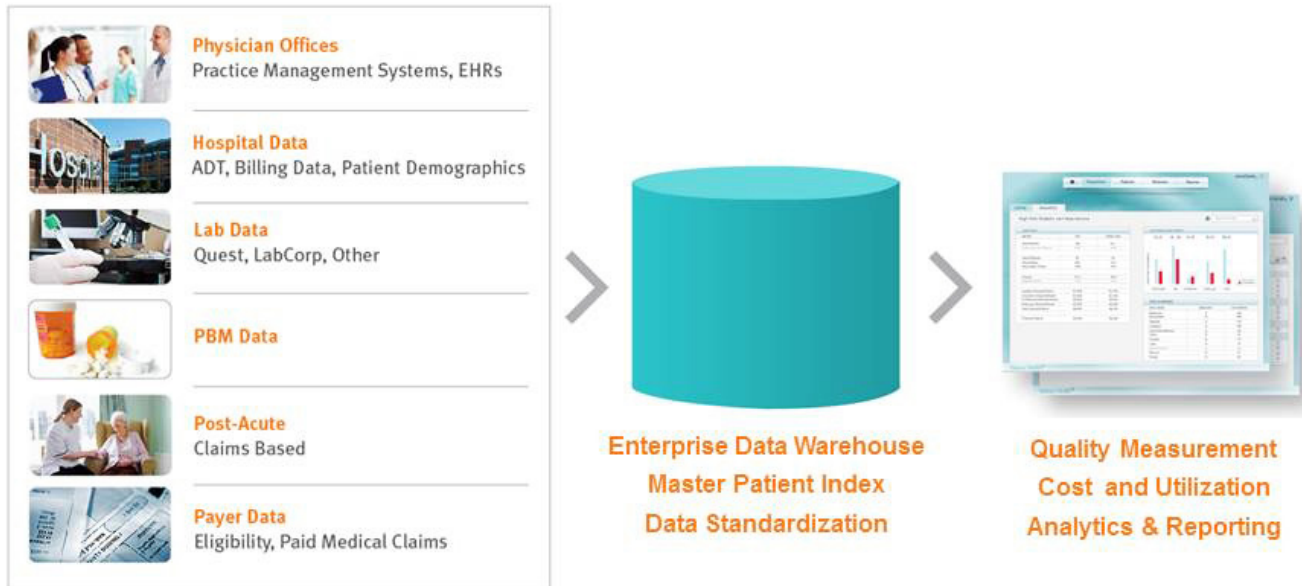 Physician Offices
Practice Management Systems, EHRs
Hospital Data
ADT, Billing Data, Patient Demographics
Lab Data
Quest, LabCorp, Other
PBM Data
Post-Acute
Claims Based
Payer Data
Eligibility, Paid Medical Claims
Enterprise Data Warehouse
Master Patient Index
Data Standardization
Quality Measurement
Cost and Utilization
Analytics & Reporting